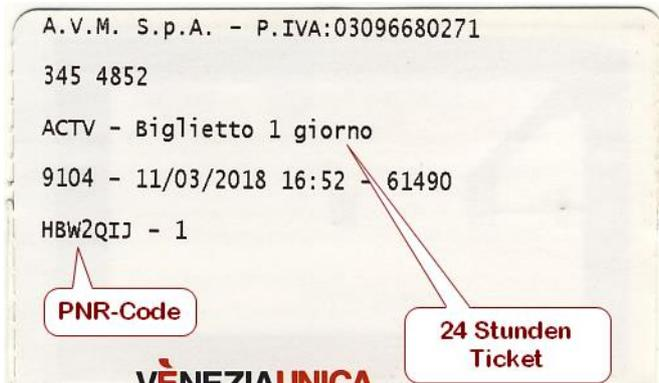 A.V.M. S.p.A. - P.IVA:03096680271
345 4852
ACTV - Biglietto 1 giorno
9104 - 11/03/2018 16:52 - 61490
HBW2QIJ - 1
PNR-Code
24 Stunden
Ticket
VÈNEZIAUNICA